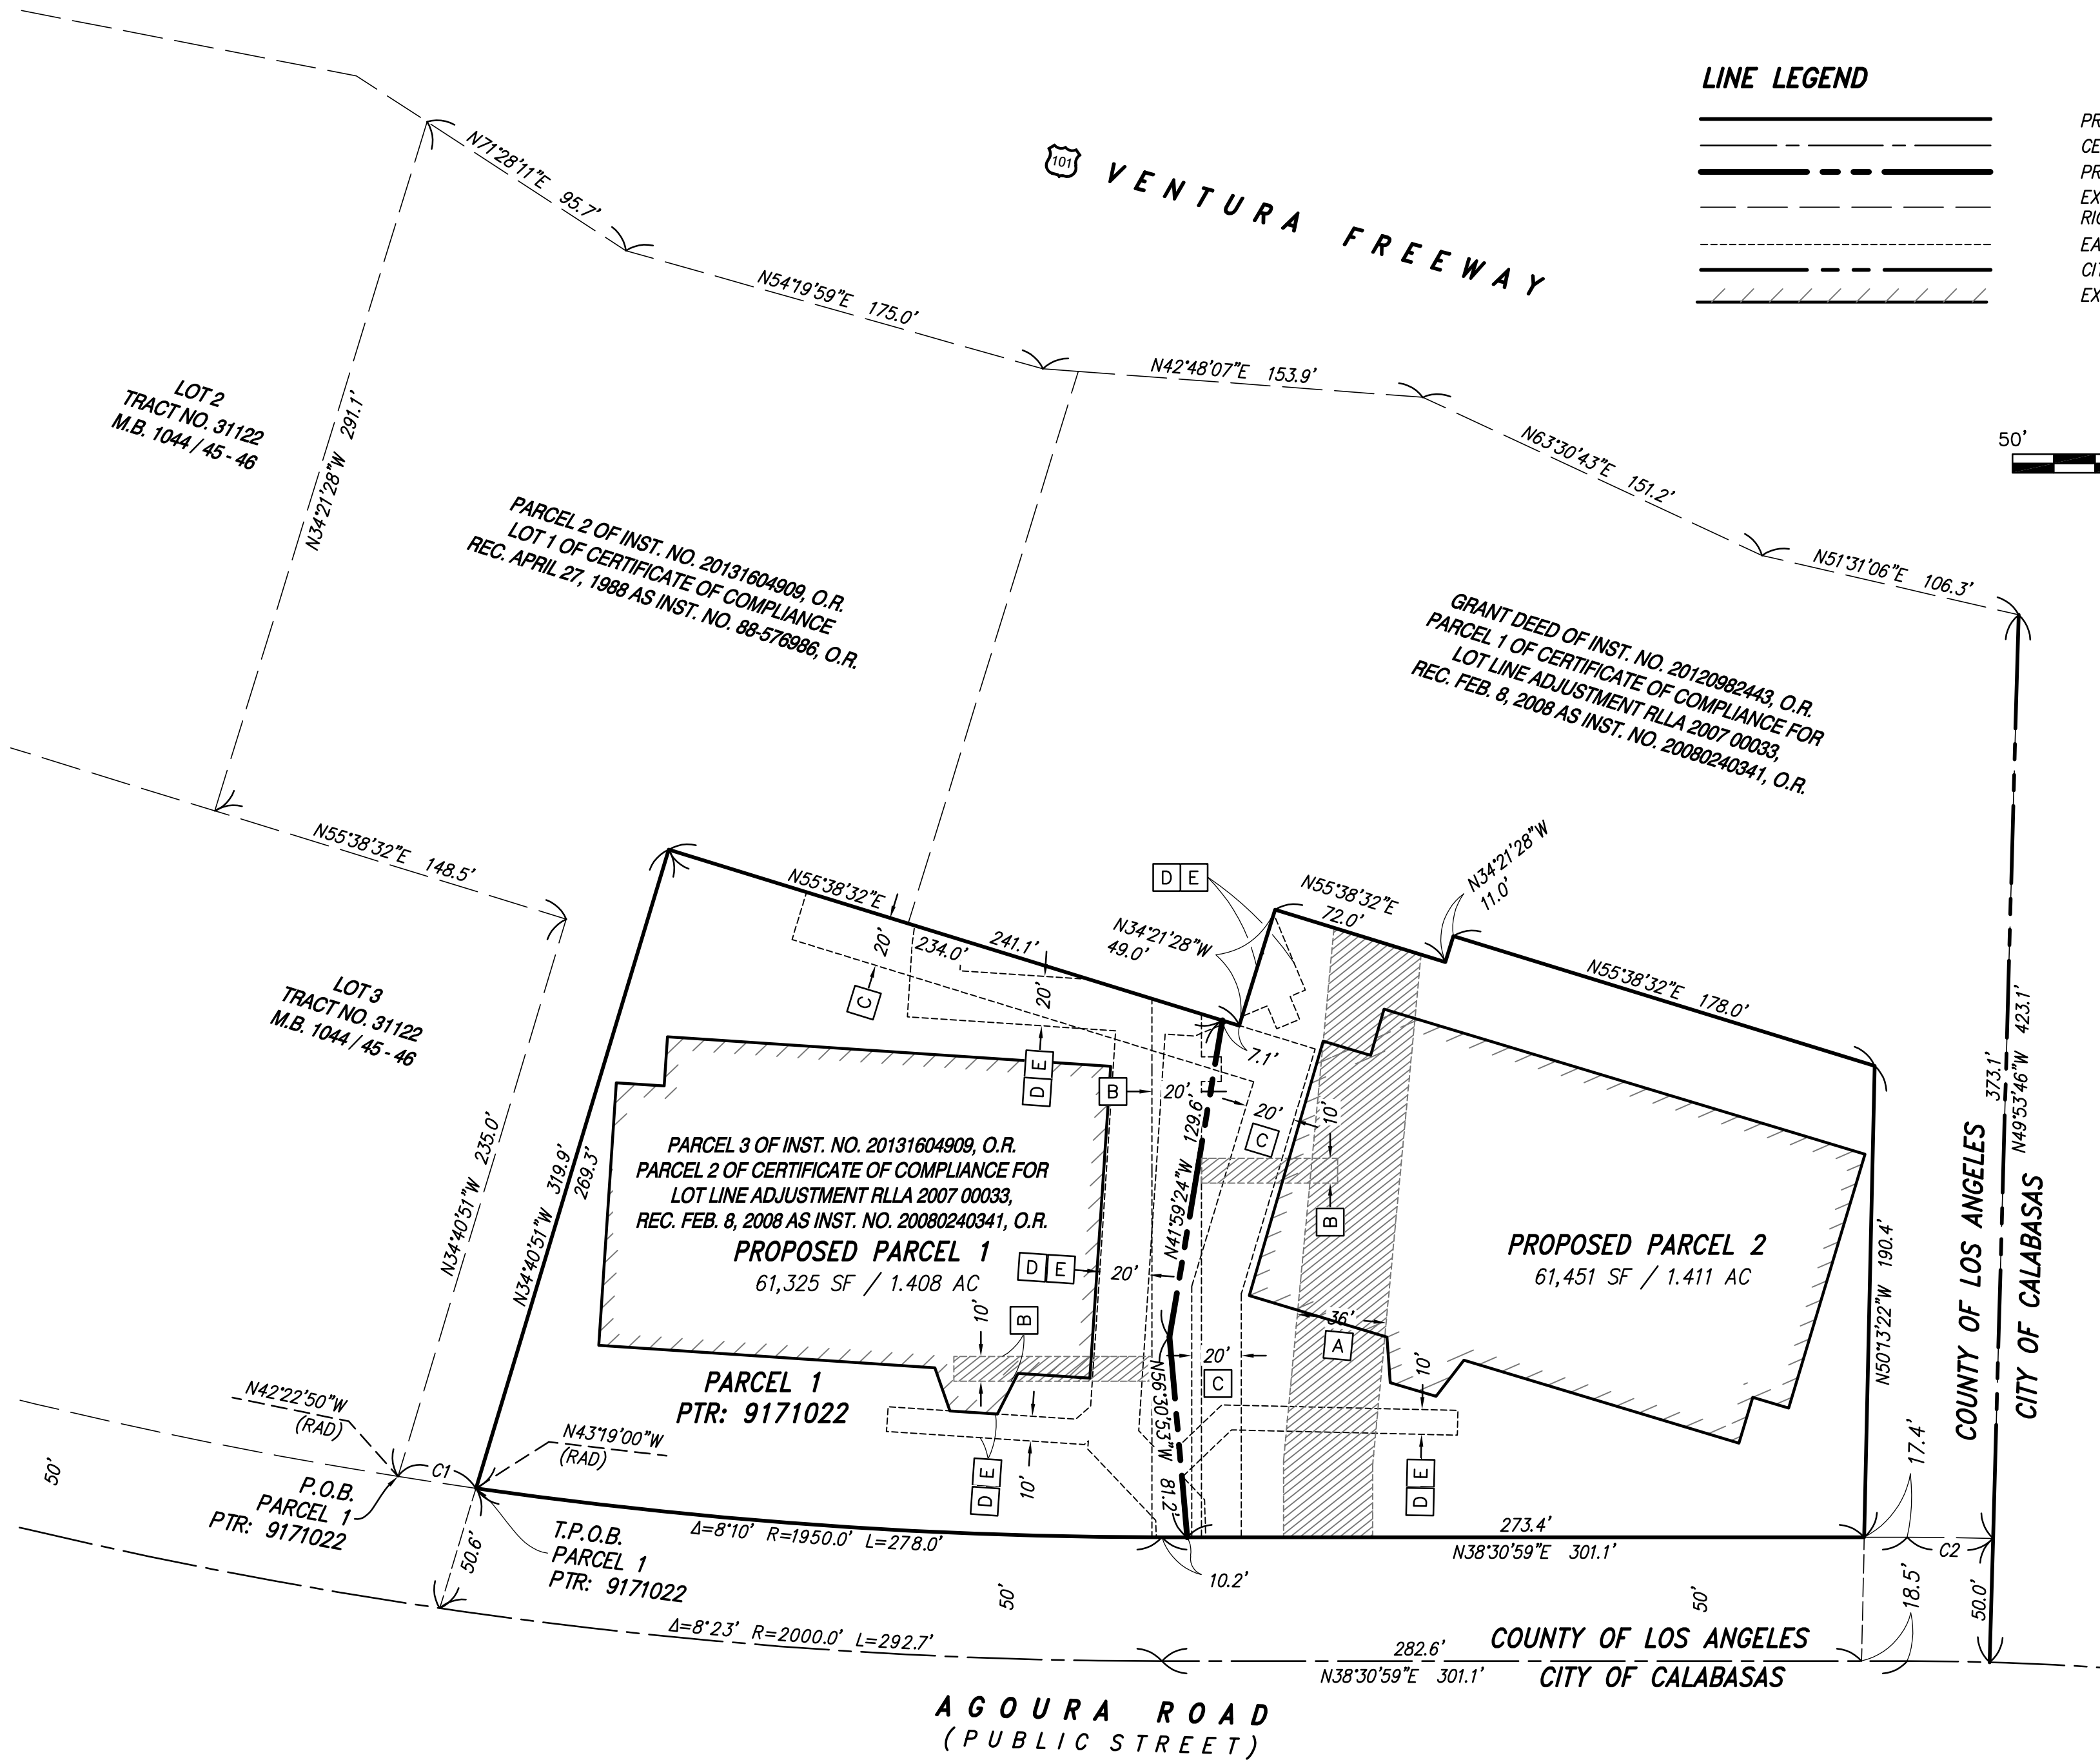 LINE LEGEND
PR
CE
PR
EX
RIG
EA
CIT
EX
50'
101
VENTURA FREEWAY
N71°28'11"E 95.7'
N54°19'59"E 175.0'
N42°48'07"E 153.9'
N63°30'43"E 151.2'
N51°31'06"E 106.3'
LOT 2
TRACT NO. 31122
M.B. 1044 / 45 - 46
N34°21'28"W 291.1'
PARCEL 2 OF INST. NO. 20131604909, O.R.
LOT 1 OF CERTIFICATE OF COMPLIANCE
REC. APRIL 27, 1988 AS INST. NO. 88-576986, O.R.
GRANT DEED OF INST. NO. 20120982443, O.R.
PARCEL 1 OF CERTIFICATE OF COMPLIANCE FOR
LOT LINE ADJUSTMENT RLLA 2007 00033,
REC. FEB. 8, 2008 AS INST. NO. 20080240341, O.R.
N55°38'32"E 148.5'
N55°38'32"E
234.0'
241.1'
20'
C
20'
D E
D E
N34°21'28"W
49.0'
N55°38'32"E
72.0'
N34°21'28"W
11.0'
N55°38'32"E 178.0'
7.1'
LOT 3
TRACT NO. 31122
M.B. 1044 / 45 - 46
N34°40'51"W 235.0'
N34°40'51"W 319.9'
269.3'
B
20'
20'
C
10'
B
N41°59'24"W 129.6'
PARCEL 3 OF INST. NO. 20131604909, O.R.
PARCEL 2 OF CERTIFICATE OF COMPLIANCE FOR
LOT LINE ADJUSTMENT RLLA 2007 00033,
REC. FEB. 8, 2008 AS INST. NO. 20080240341, O.R.
PROPOSED PARCEL 1
61,325 SF / 1.408 AC
D E
20'
PROPOSED PARCEL 2
61,451 SF / 1.411 AC
N50°13'22"W 190.4'
373.1'
N49°53'46"W 423.1'
COUNTY OF LOS ANGELES
CITY OF CALABASAS
10'
B
36'
A
20'
C
10'
D E
N56°30'53"W 81.2'
PARCEL 1
PTR: 9171022
N42°22'50"W
(RAD)
N43°19'00"W
(RAD)
C1
50'
P.O.B.
PARCEL 1
PTR: 9171022
T.P.O.B.
PARCEL 1
PTR: 9171022
50.6'
D E
10'
Δ=8°10' R=1950.0' L=278.0'
273.4'
N38°30'59"E 301.1'
10.2'
17.4'
C2
18.5'
50.0'
50'
50'
Δ=8°23' R=2000.0' L=292.7'
282.6'
N38°30'59"E 301.1'
COUNTY OF LOS ANGELES
CITY OF CALABASAS
AGOURA ROAD
(PUBLIC STREET)